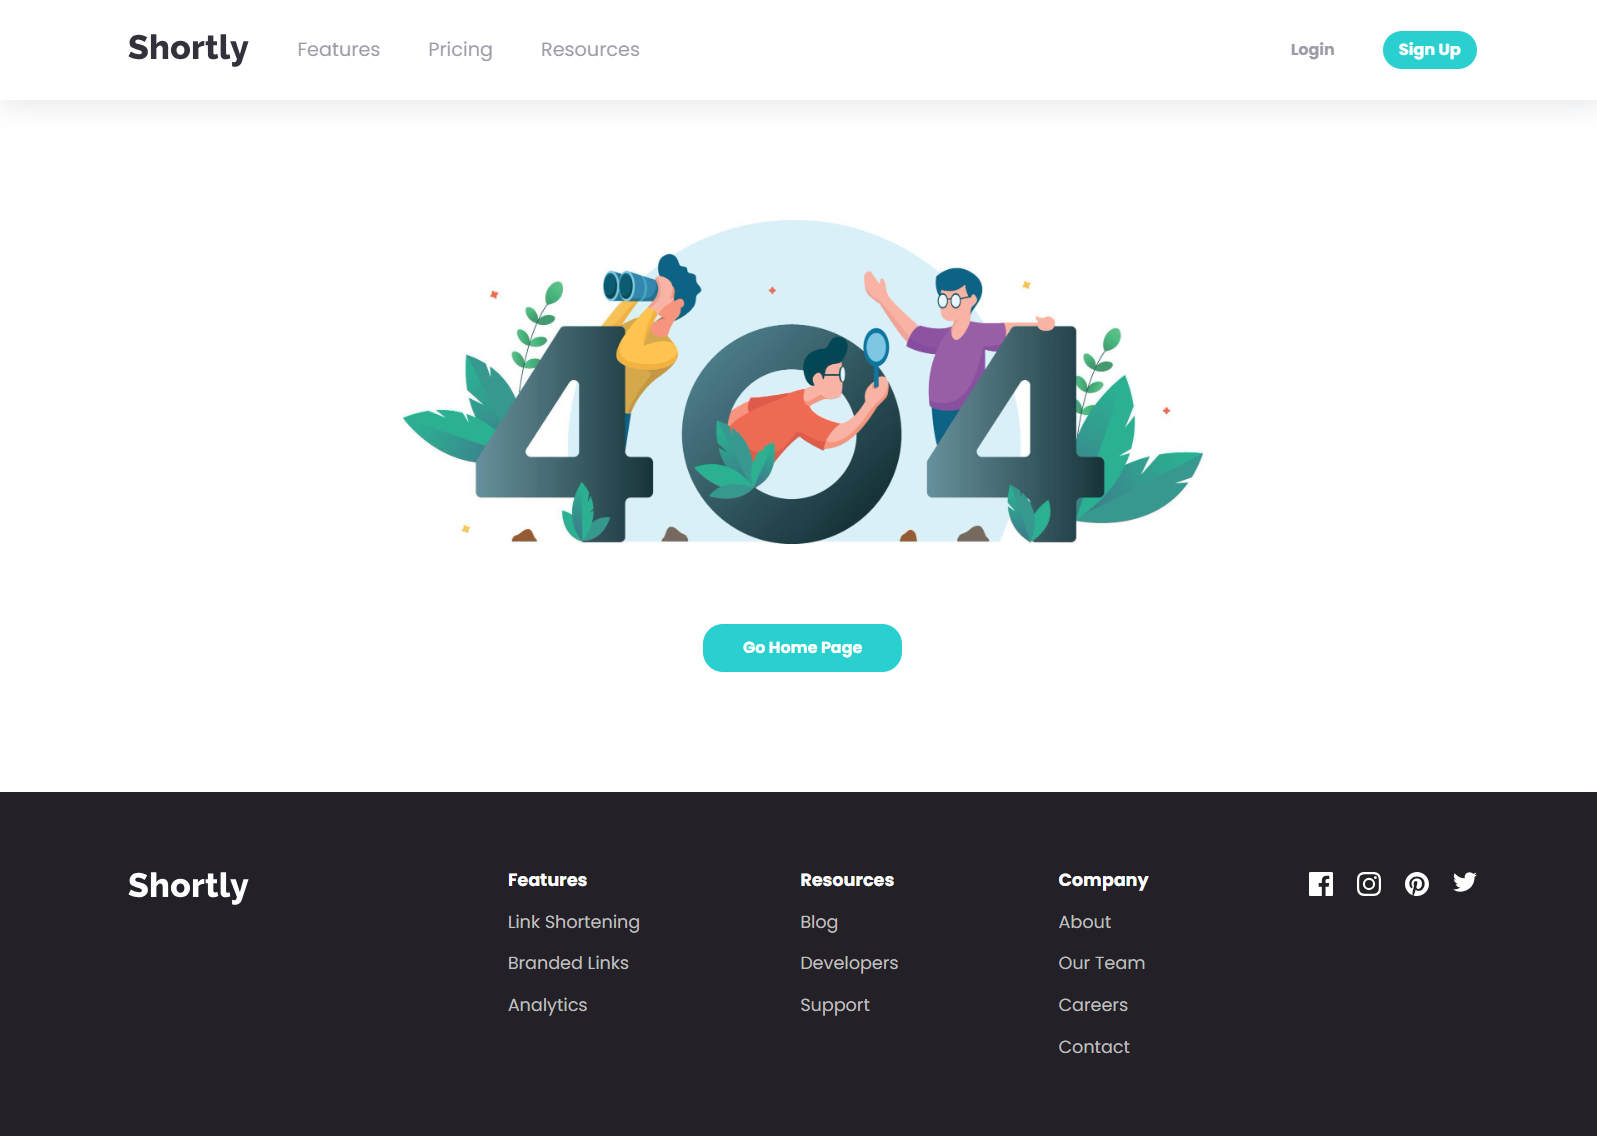 Shortly Features Pricing Resources Login Sign Up
404
Go Home Page
Shortly
Features
Link Shortening
Branded Links
Analytics
Resources
Blog
Developers
Support
Company
About
Our Team
Careers
Contact